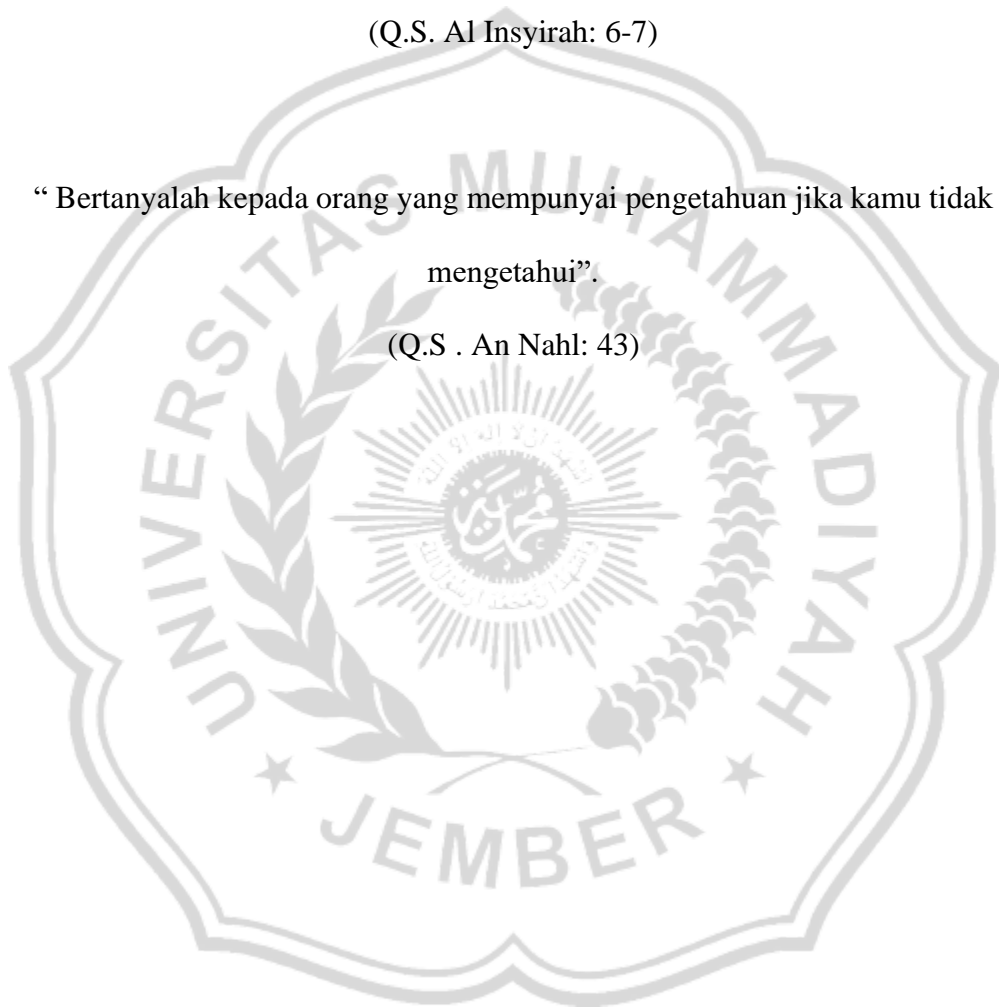 (Q.S. Al Insyirah: 6-7)
“ Bertanyalah kepada orang yang mempunyai pengetahuan jika kamu tidak
mengetahui”.
(Q.S . An Nahl: 43)
UNIVERSITAS MUHAMMADIYAH
JEMBER